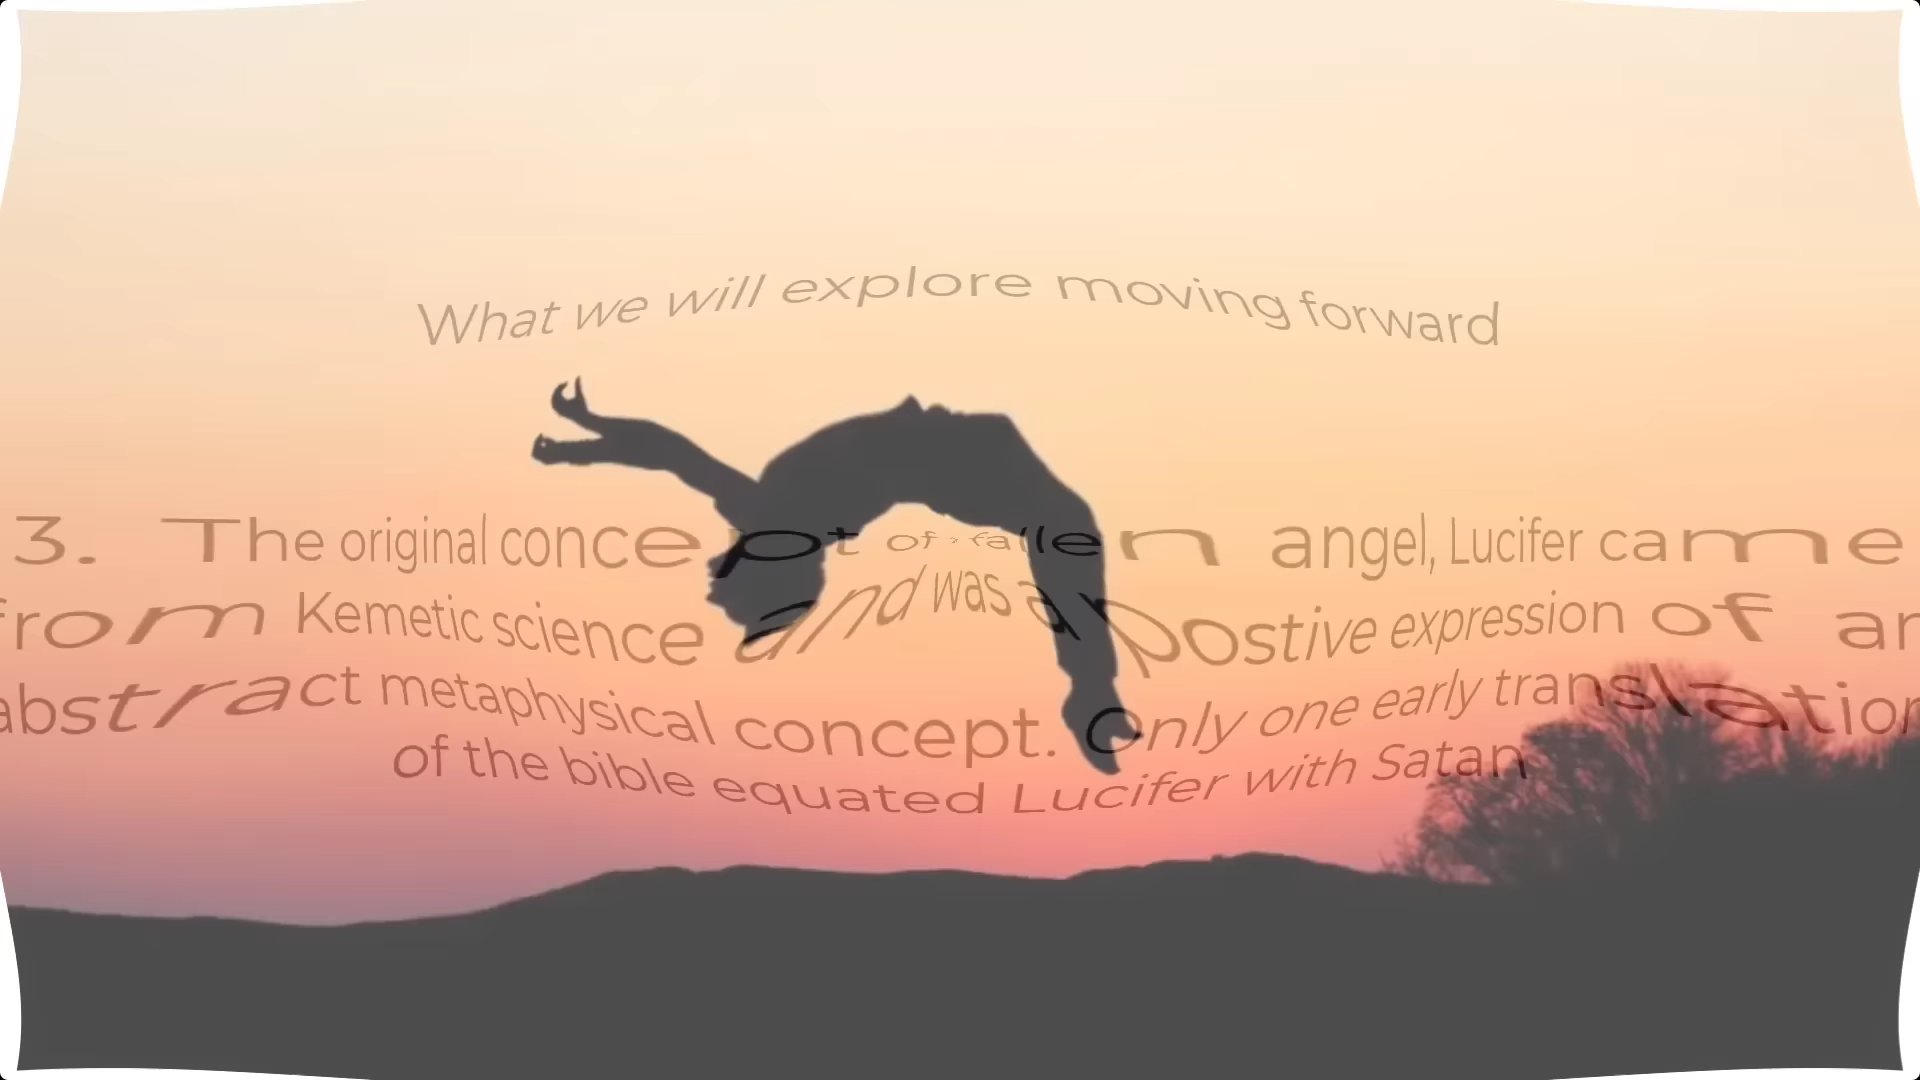 What we will explore moving forward
3. The original concept of fallen angel, Lucifer came
from Kemetic science and was a postive expression of an
abstract metaphysical concept. Only one early translation
of the bible equated Lucifer with Satan